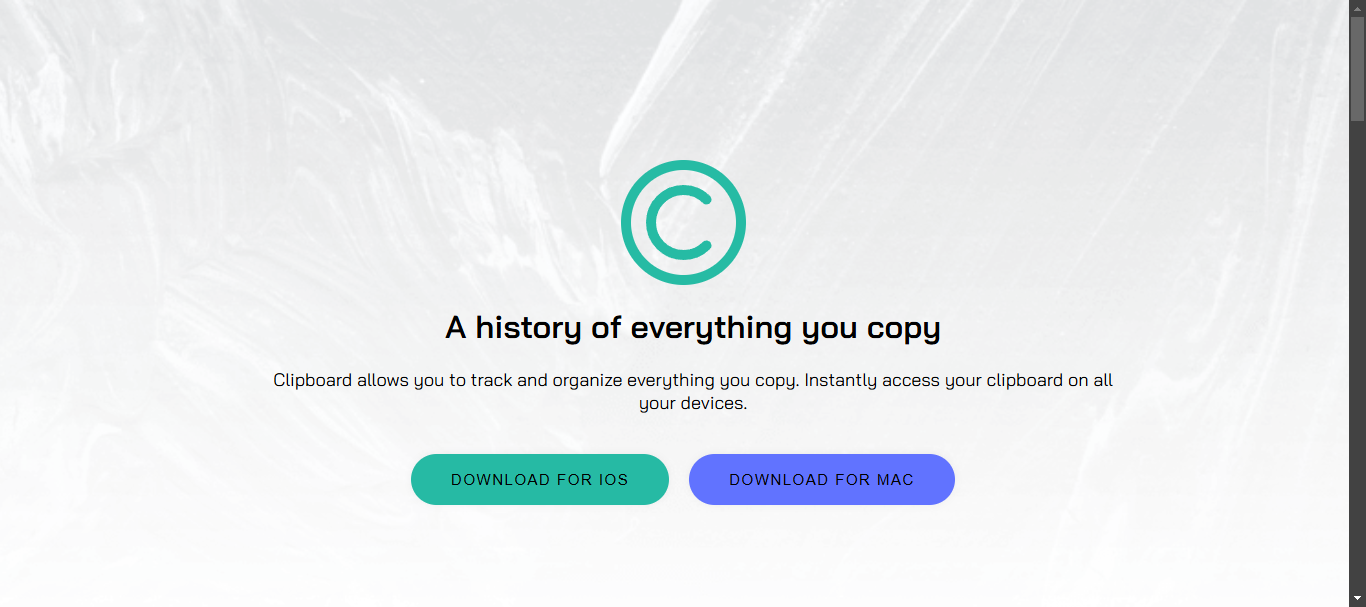 C
A history of everything you copy
Clipboard allows you to track and organize everything you copy. Instantly access your clipboard on all
your devices.
DOWNLOAD FOR IOS
DOWNLOAD FOR MAC